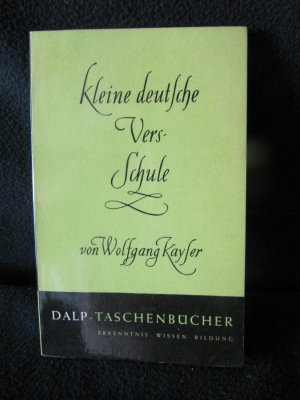 kleine deutsche
Vers-
Schule
von Wolfgang Kayser
DALP-TASCHENBÜCHER
ERKENNTNIS WISSEN BILDUNG